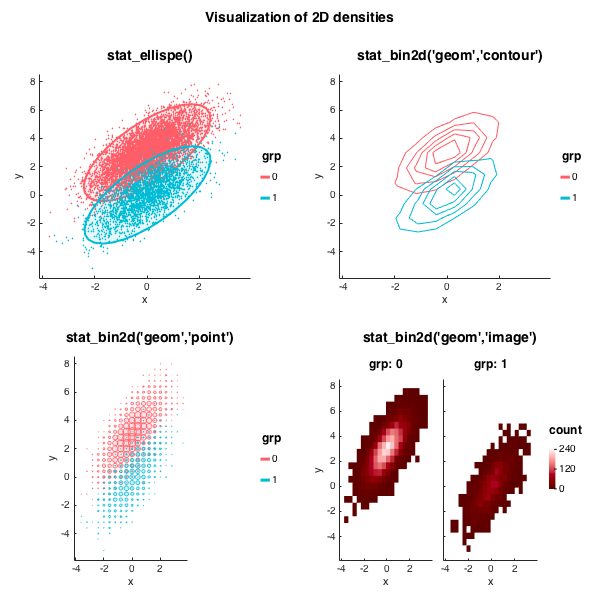 Visualization of 2D densities
stat_ellispe()
8
6
4
2
0
-2
-4
y
-4
-2
0
2
x
grp
0
1
stat_bin2d('geom','contour')
8
6
4
2
0
-2
-4
y
-4
-2
0
2
x
grp
0
1
stat_bin2d('geom','point')
8
6
4
2
0
-2
-4
y
-4
-2
0
2
x
grp
0
1
stat_bin2d('geom','image')
grp: 0
grp: 1
8
6
4
2
0
-2
-4
y
-4
-2
0
2
x
-4
-2
0
2
x
count
240
120
0